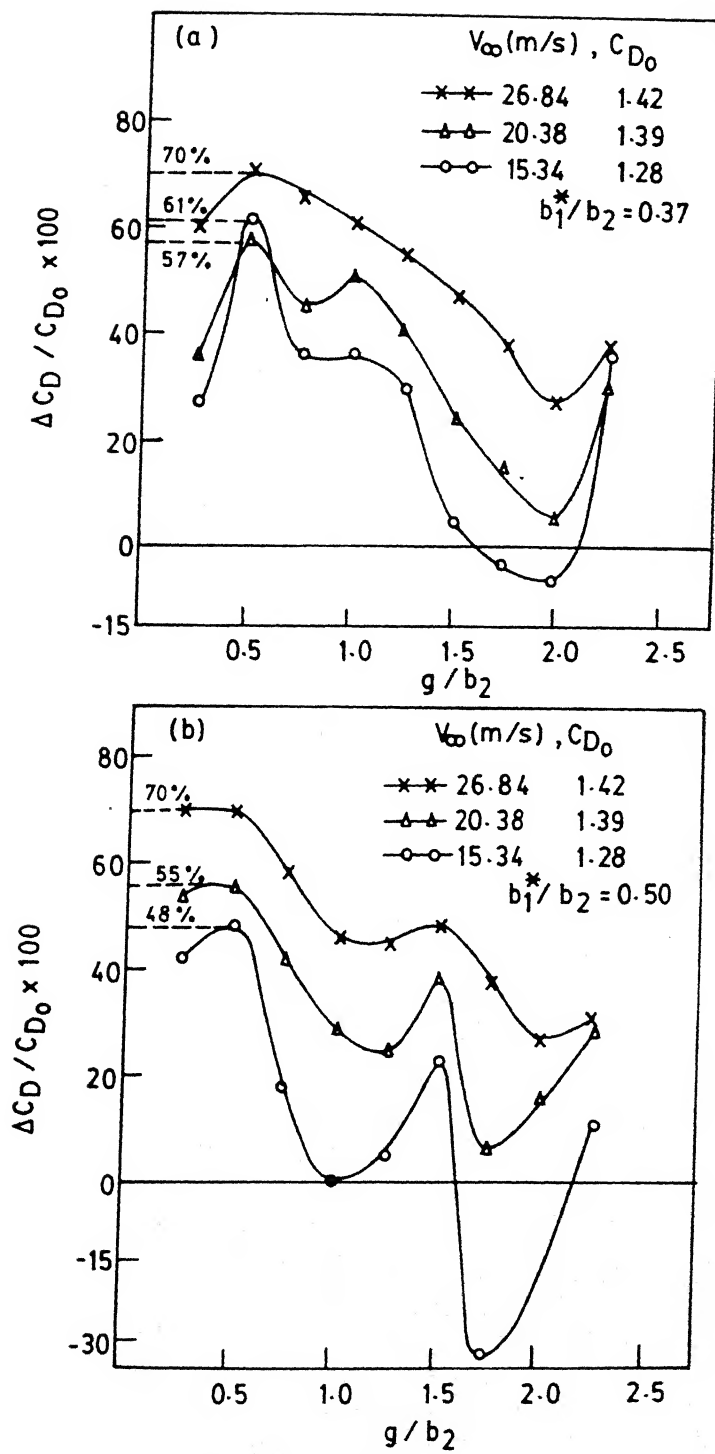 (a)
V∞(m/s) , CDo
26.84 1.42
20.38 1.39
15.34 1.28
b1*/b2 = 0.37
80
70%
61%
60
57%
40
20
0
-15
ΔCD / CDo × 100
0.5 1.0 1.5 2.0 2.5
g/b2
(b)
V∞(m/s) , CDo
26.84 1.42
20.38 1.39
15.34 1.28
b1*/b2 = 0.50
80
70%
60
55%
48%
40
20
0
-15
-30
ΔCD / CDo × 100
0.5 1.0 1.5 2.0 2.5
g/b2